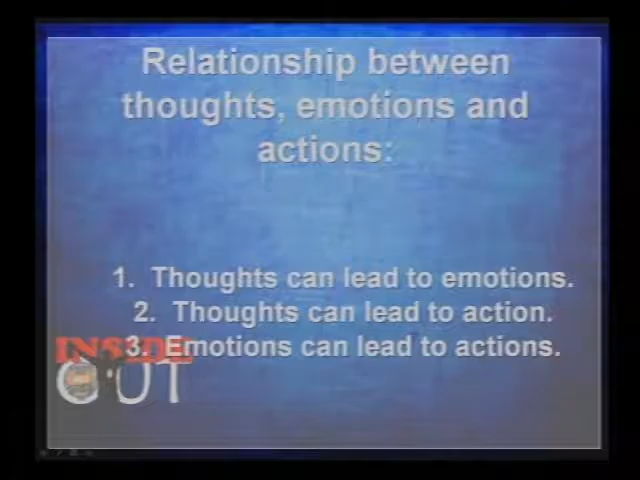 Relationship between
thoughts, emotions and
actions:
1. Thoughts can lead to emotions.
2. Thoughts can lead to action.
3. Emotions can lead to actions.
INSIDE
OUT